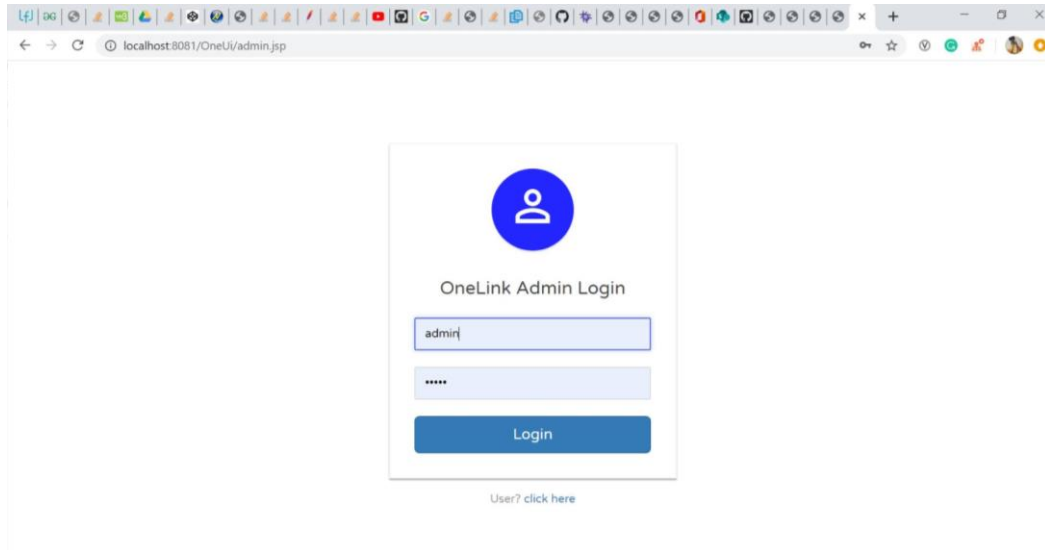 localhost:8081/OneUi/admin.jsp
OneLink Admin Login
admin
•••••
Login
User? click here